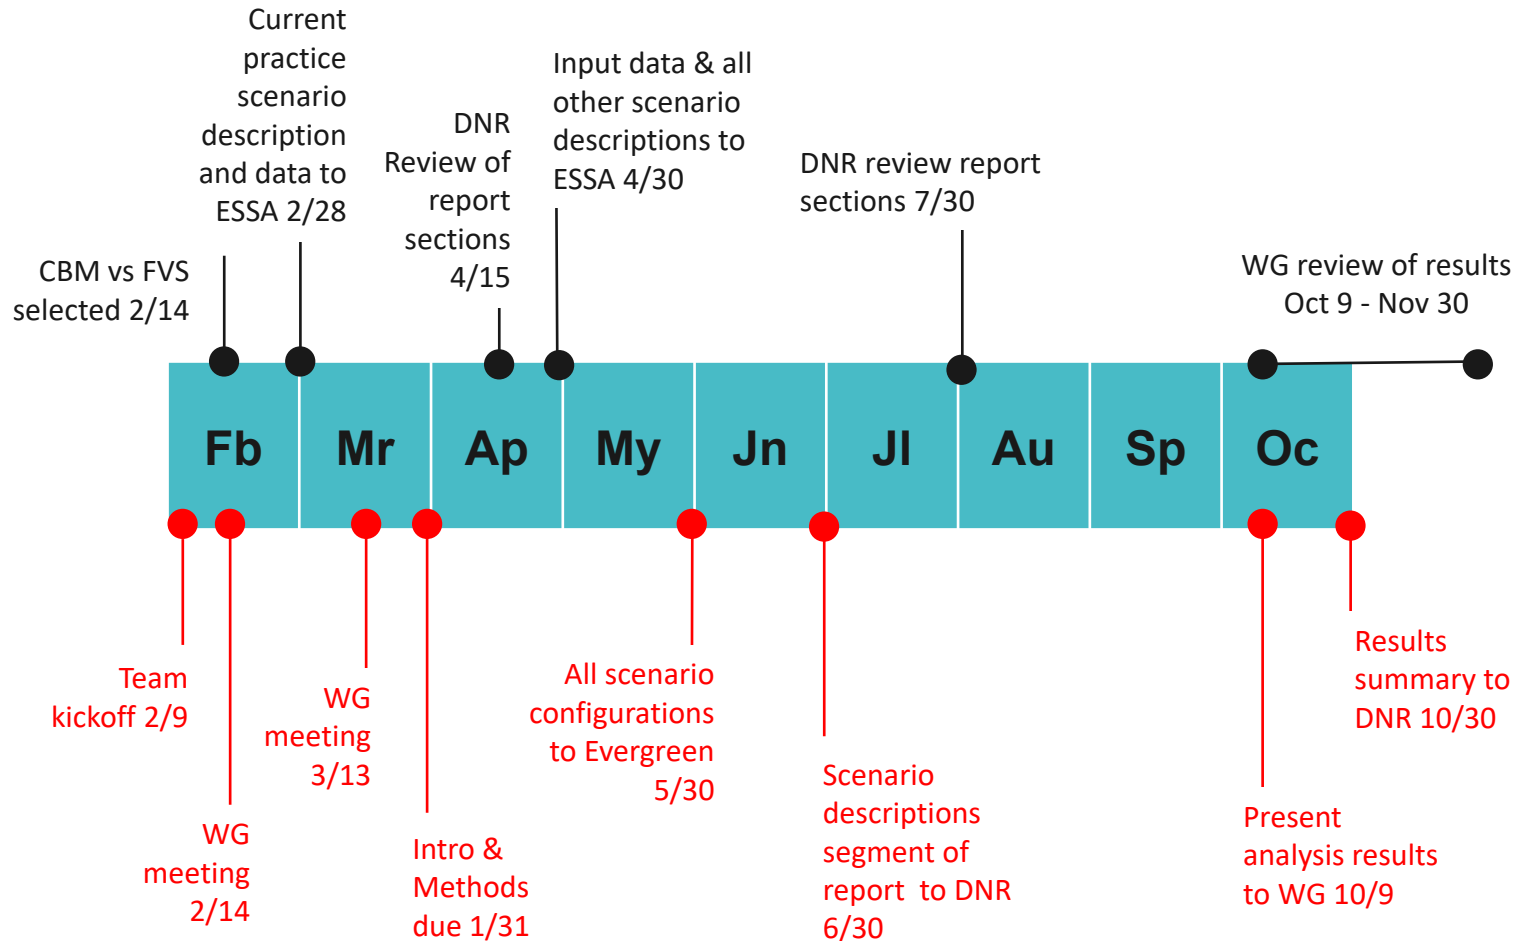 Current
practice
scenario
description
and data to
ESSA 2/28
Input data & all
other scenario
descriptions to
ESSA 4/30
DNR
Review of
report
sections
4/15
DNR review report
sections 7/30
CBM vs FVS
selected 2/14
WG review of results
Oct 9 - Nov 30
Fb
Mr
Ap
My
Jn
Jl
Au
Sp
Oc
Team
kickoff 2/9
WG
meeting
2/14
WG
meeting
3/13
Intro &
Methods
due 1/31
All scenario
configurations
to Evergreen
5/30
Scenario
descriptions
segment of
report  to DNR
6/30
Present
analysis results
to WG 10/9
Results
summary to
DNR 10/30